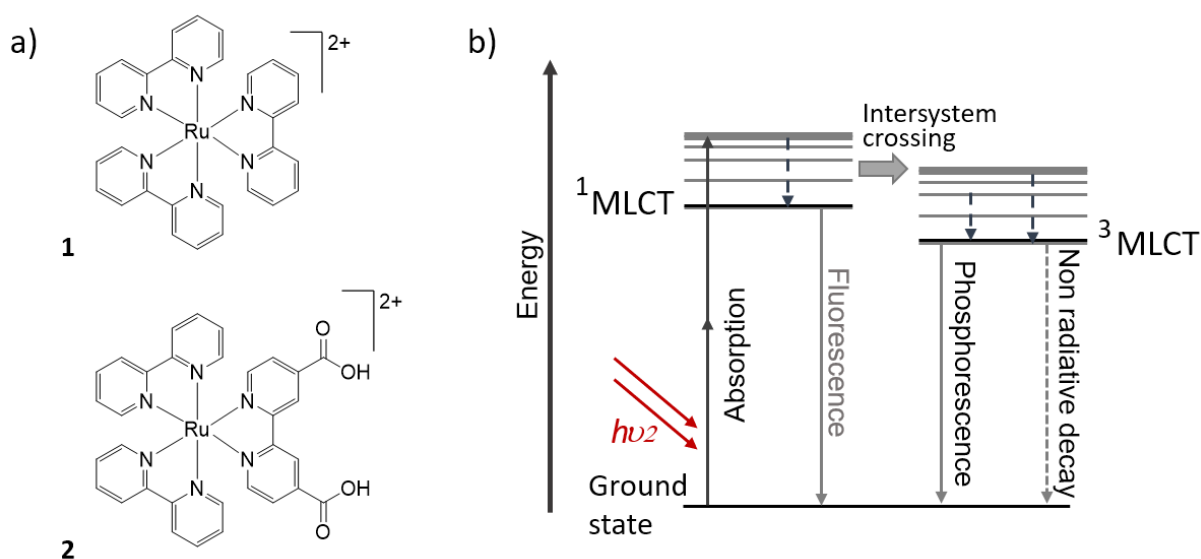 a)
2+
N
N
N
N
Ru
N
N
1
2+
O
OH
N
N
N
N
Ru
N
N
OH
O
2
b)
Energy
Intersystem
crossing
¹MLCT
³MLCT
Absorption
Fluorescence
Phosphorescence
Non radiative decay
hυ2
Ground
state